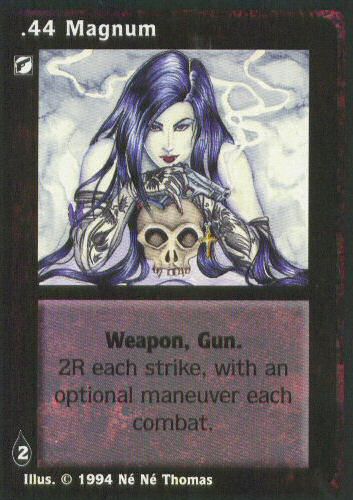 .44 Magnum
Weapon, Gun.
2R each strike, with an
optional maneuver each
combat.
2
Illus. © 1994 Né Né Thomas